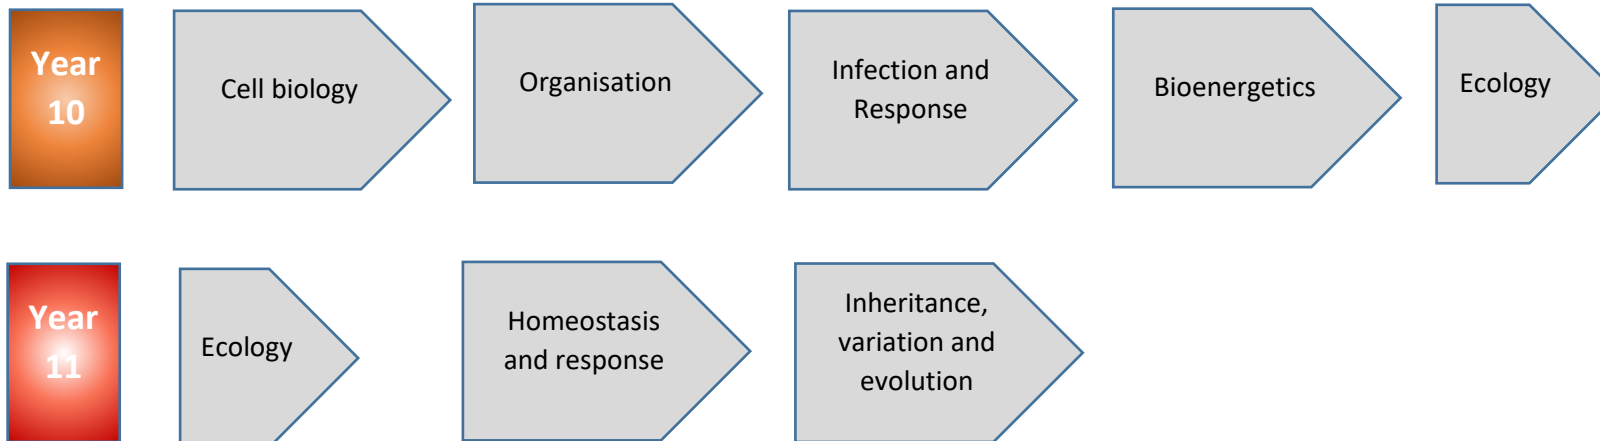 Year
10
Cell biology
Organisation
Infection and
Response
Bioenergetics
Ecology
Year
11
Ecology
Homeostasis
and response
Inheritance,
variation and
evolution